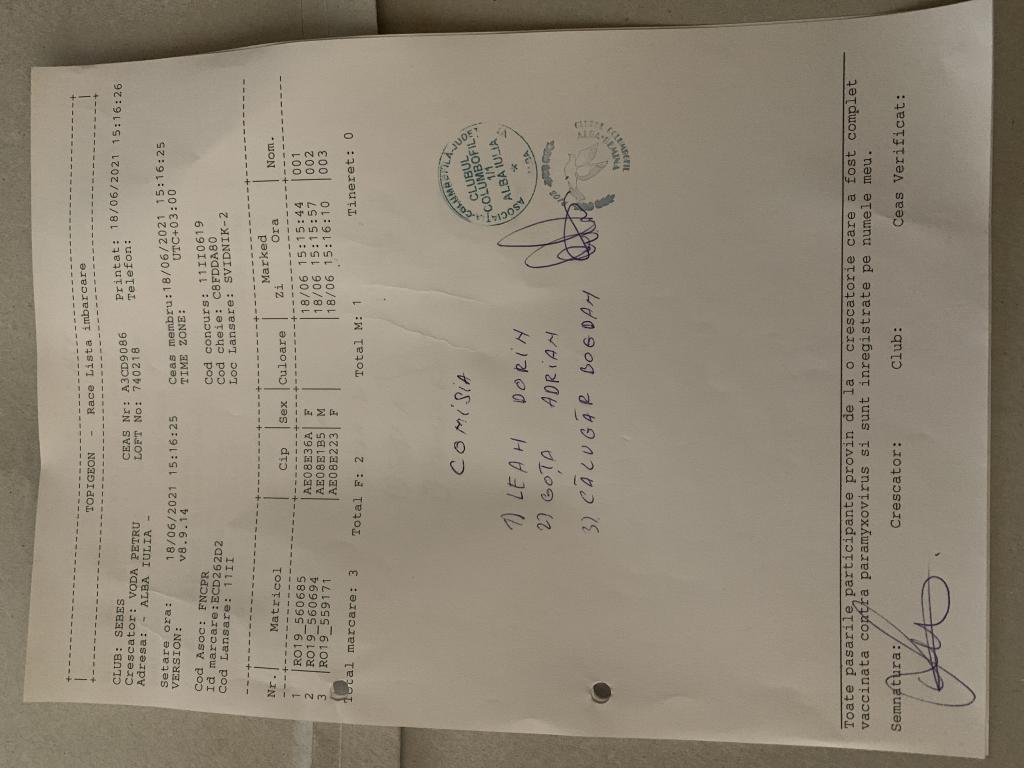 TOPIGEON - Race Lista imbarcare
CLUB: SEBES CEAS Nr: A3CD9086 Printat: 18/06/2021 15:16:26
Crescator: VODA PETRU LOFT No: 740218 Telefon:
Adresa: ~ ALBA IULIA -
Setare ora: 18/06/2021 15:16:25 Ceas membru:18/06/2021 15:16:25
VERSION: v8.9.14 TIME ZONE: UTC+03:00
Cod Asoc: FNCPR Cod concurs: 11II0619
Id marcare:ECD262D2 Cod cheie: C8FDDA80
Cod Lansare: 11II Loc Lansare: SVIDNIK-2
Marked
Nr.| Matricol | Cip |Sex |Culoare | Zi Ora | Nom.
1 |RO19_560685 |AE08E36A| F | |18/06 15:15:44 |001
2 |RO19_560694 |AE08E1B5| M | |18/06 15:15:57 |002
3 |RO19_559171 |AE08E223| F | |18/06 15:16:10 |003
Total marcare: 3 Total F: 2 Total M: 1 Tineret: 0
COMISIA
1) LEAH DORIN
2) GOȚA ADRIAN
3) CĂLUGĂR BOGDAN
CLUBUL
COLUMBOFIL
1/1
ALBA IULIA
Toate pasarile participante provin de la o crescatorie care a fost complet
vaccinata contra paramyxovirus si sunt inregistrate pe numele meu.
Semnatura: Crescator: Club: Ceas Verificat: